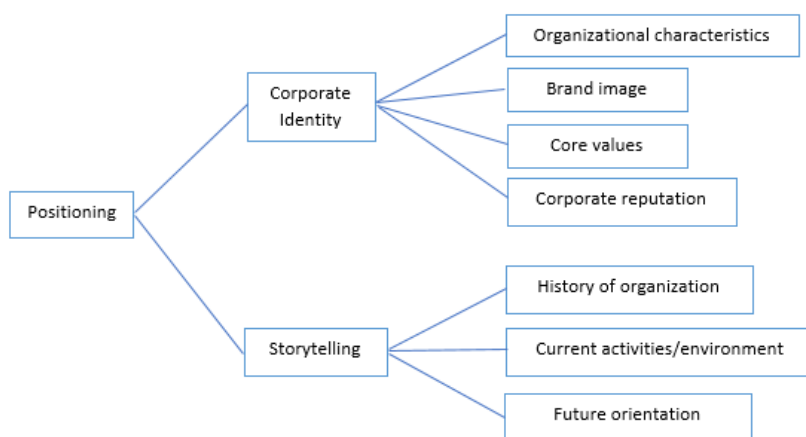 Organizational characteristics
Corporate
Identity
Brand image
Core values
Corporate reputation
Positioning
History of organization
Storytelling
Current activities/environment
Future orientation